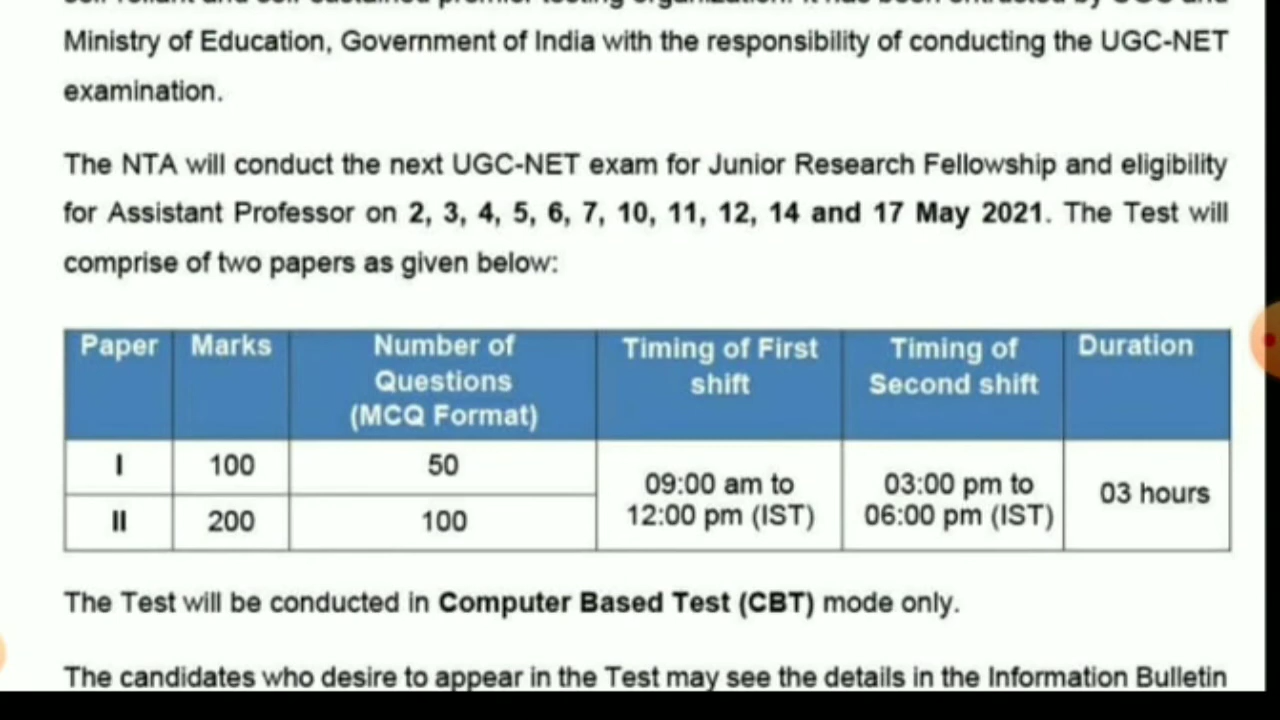 Ministry of Education, Government of India with the responsibility of conducting the UGC-NET
examination.
The NTA will conduct the next UGC-NET exam for Junior Research Fellowship and eligibility
for Assistant Professor on 2, 3, 4, 5, 6, 7, 10, 11, 12, 14 and 17 May 2021. The Test will
comprise of two papers as given below:
Paper Marks Number of Questions (MCQ Format) Timing of First shift Timing of Second shift Duration
I 100 50 09:00 am to 12:00 pm (IST) 03:00 pm to 06:00 pm (IST) 03 hours
II 200 100
The Test will be conducted in Computer Based Test (CBT) mode only.
The candidates who desire to appear in the Test may see the details in the Information Bulletin